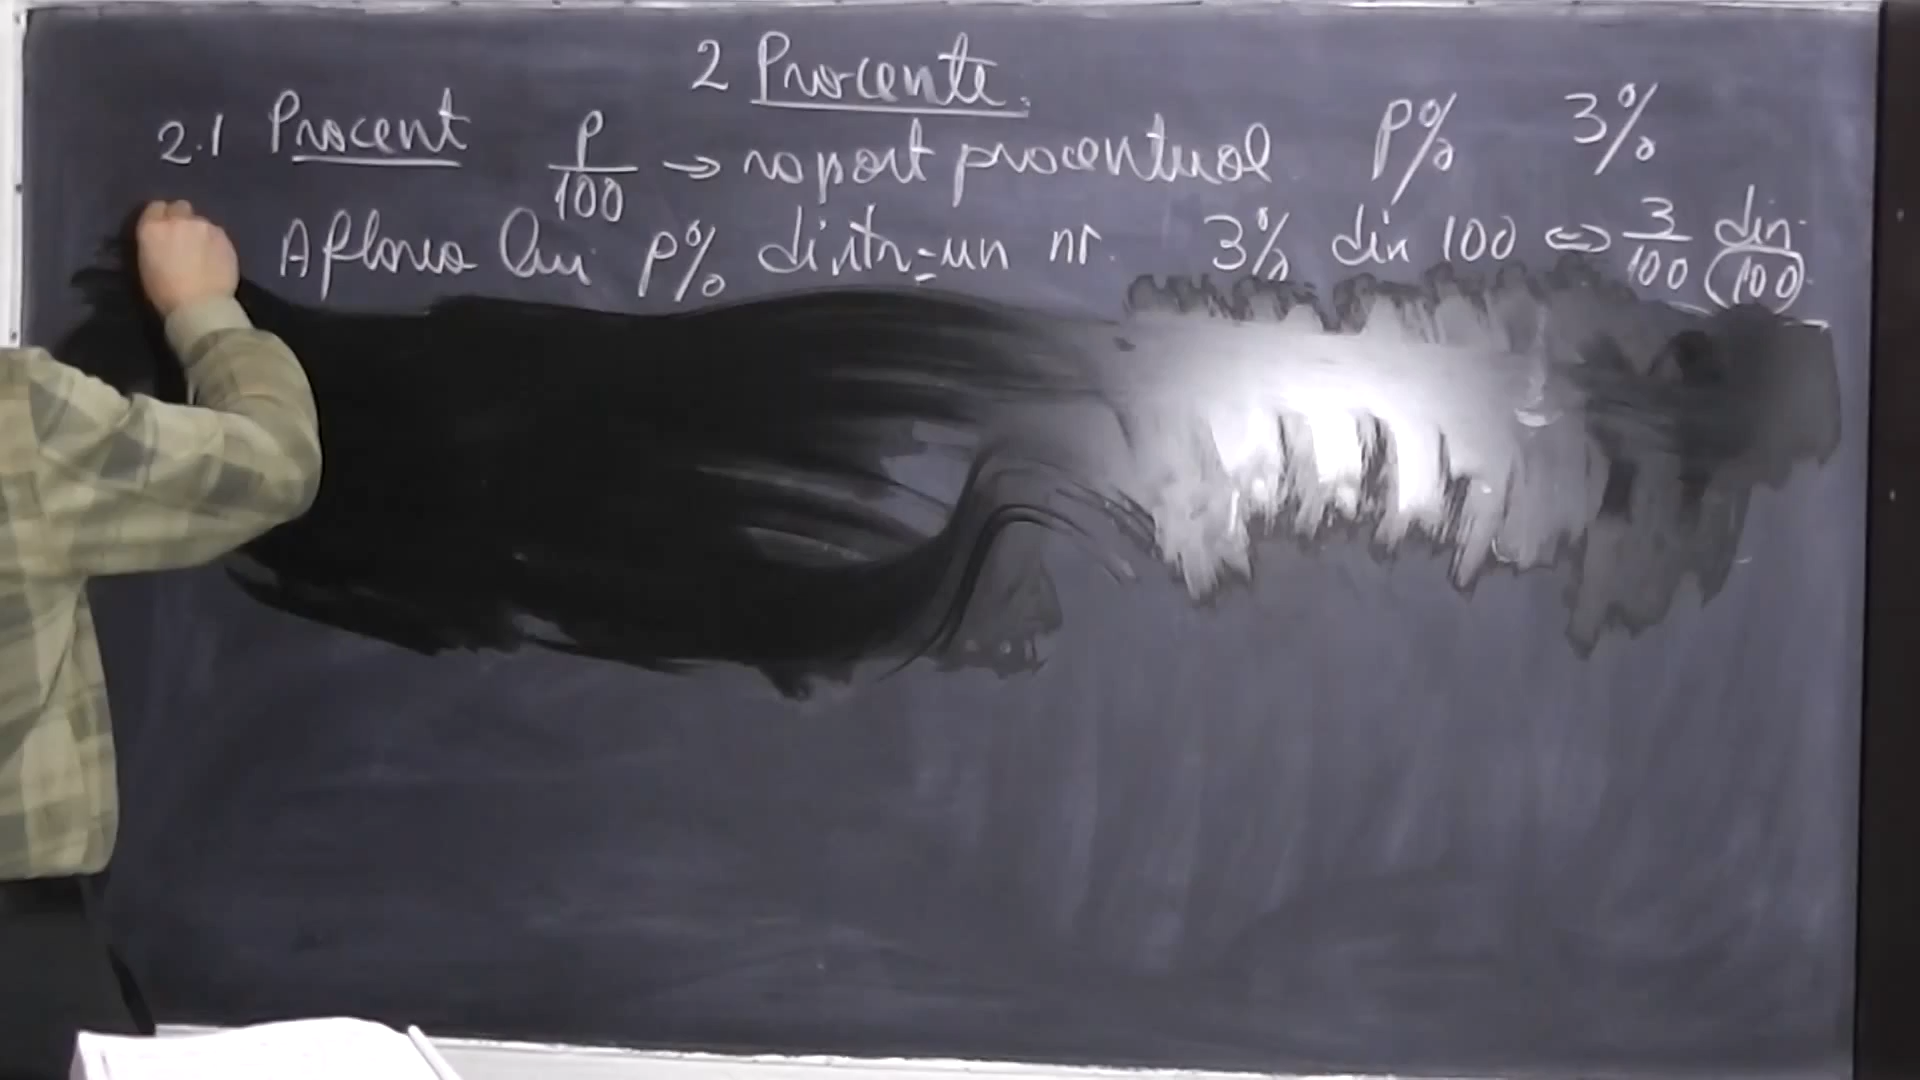 2 Procente.
2.1 Procent p/100 → raport procentual p% 3%
Aflarea lui p% dintr-un nr. 3% din 100 ⇔ 3/100 din 100